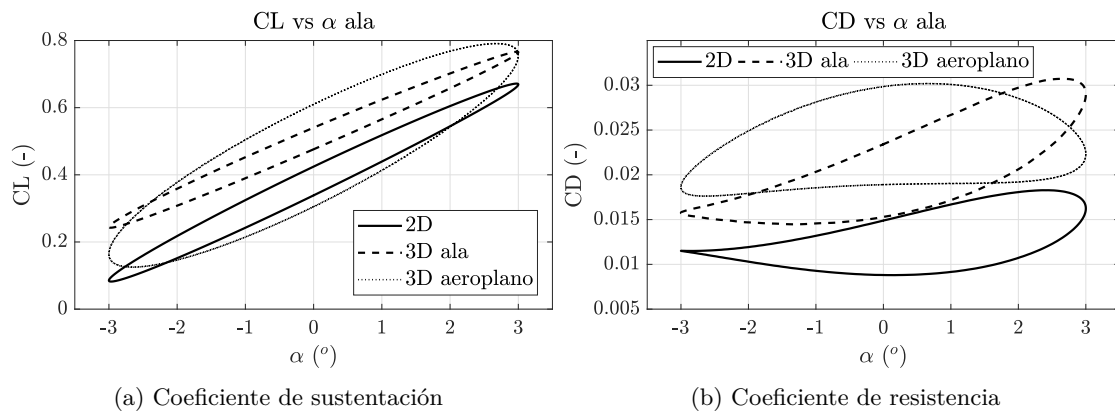 CL vs α ala
0.8
0.6
0.4
0.2
0
CL (-)
2D
3D ala
3D aeroplano
-3 -2 -1 0 1 2 3
α (º)
(a) Coeficiente de sustentación
CD vs α ala
2D 3D ala 3D aeroplano
0.03
0.025
0.02
0.015
0.01
0.005
CD (-)
-3 -2 -1 0 1 2 3
α (º)
(b) Coeficiente de resistencia